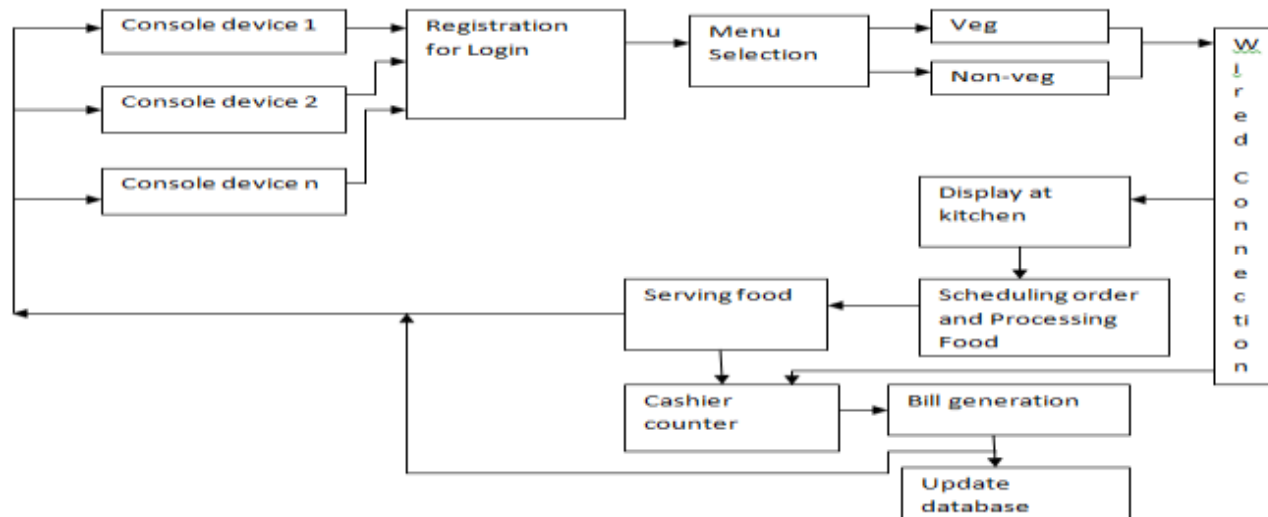 Console device 1
Console device 2
Console device n
Registration
for Login
Menu
Selection
Veg
Non-veg
W
i
r
e
d
C
o
n
n
e
c
ti
o
n
Display at
kitchen
Scheduling order
and Processing
Food
Serving food
Cashier
counter
Bill generation
Update
database